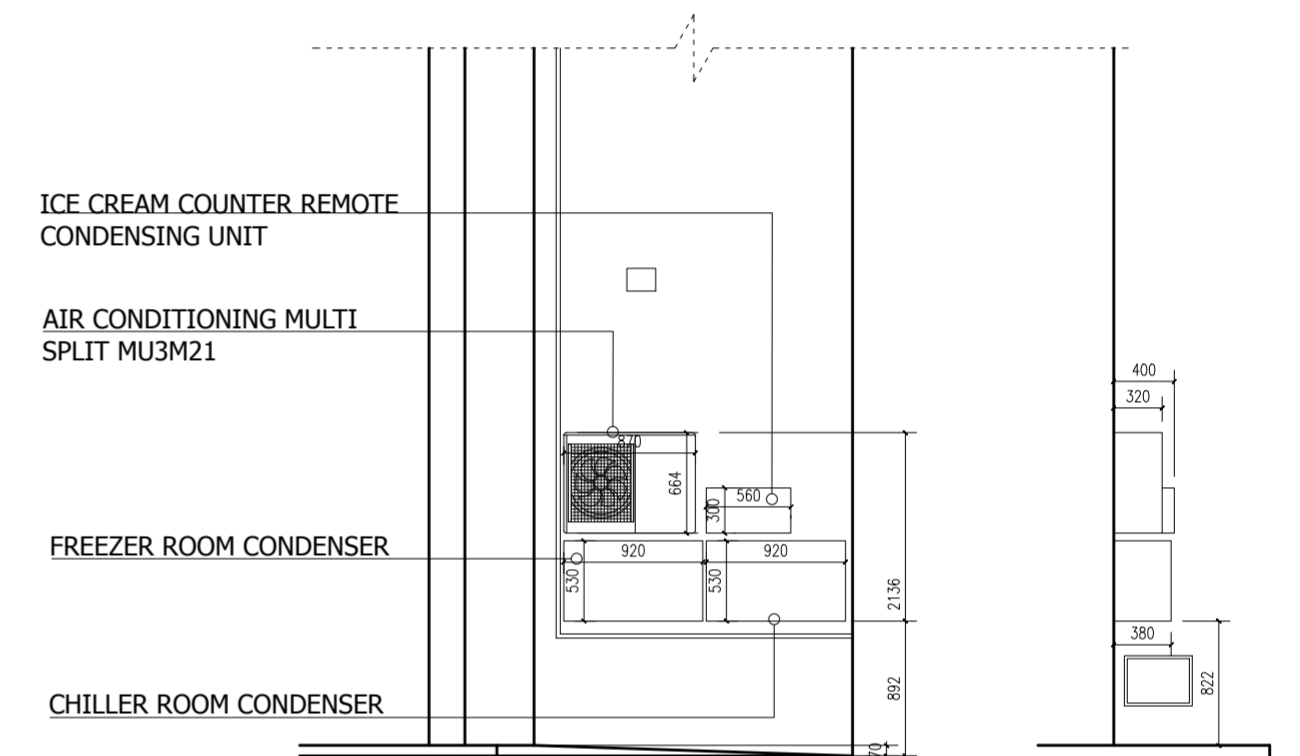 ICE CREAM COUNTER REMOTE
CONDENSING UNIT
AIR CONDITIONING MULTI
SPLIT MU3M21
400
320
870
664
560
300
FREEZER ROOM CONDENSER
920
920
530
530
2136
380
822
892
CHILLER ROOM CONDENSER
70